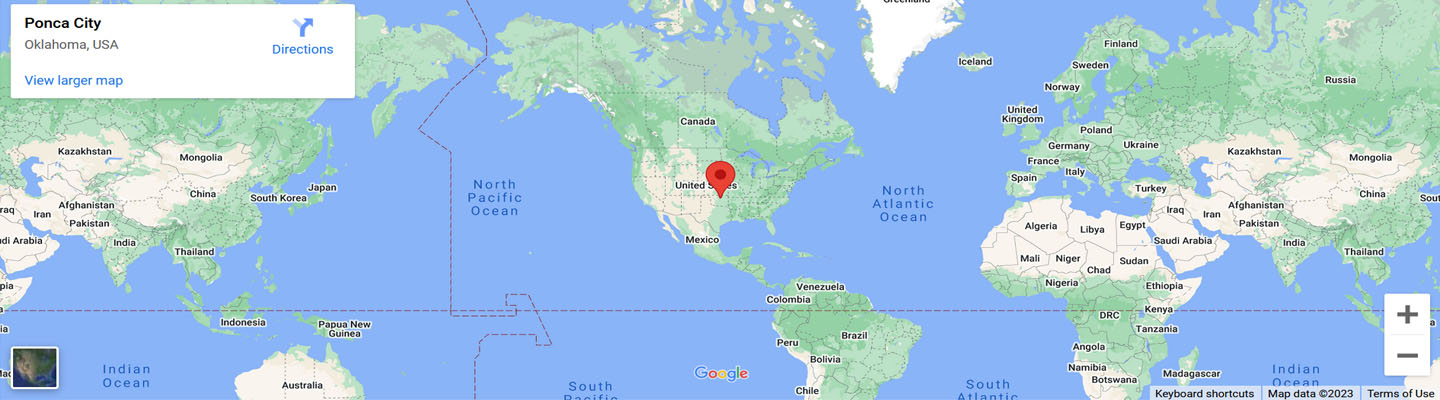 Ponca City
Oklahoma, USA
Directions
View larger map
Greenland
Iceland
Finland
Sweden
Norway
Russia
United
Kingdom
Poland
Germany
Ukraine
France
Italy
Spain
Turkey
Canada
United S es
Mexico
Kazakhstan
Mongolia
China
Japan
South Korea
Afghanistan
Iran
Pakistan
India
Thailand
North
Pacific
Ocean
North
Atlantic
Ocean
Kazakhstan
Mongolia
China
Iraq
Iran
Afghanistan
Pakistan
Saudi Arabia
India
Thailand
Algeria
Libya
Egypt
Mali
Niger
Chad
Sudan
Nigeria
Ethiopia
DRC
Kenya
Tanzania
Angola
Namibia
Botswana
Madagascar
Venezuela
Colombia
Brazil
Peru
Bolivia
Chile
Indonesia
Papua New
Guinea
Australia
Indian
Ocean
South
Pacific
South
Atlantic
Indian
Ocean
Google
Keyboard shortcuts
Map data ©2023
Terms of Use